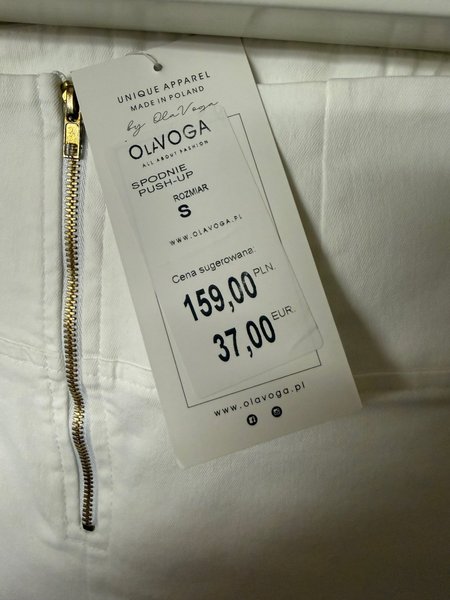 UNIQUE APPAREL
MADE IN POLAND
by OlaVoga
OLAVOGA
ALL ABOUT FASHION
SPODNIE
PUSH-UP
ROZMIAR
S
WWW.OLAVOGA.PL
Cena sugerowana:
159,00 PLN.
37,00 EUR.
www.olavoga.pl